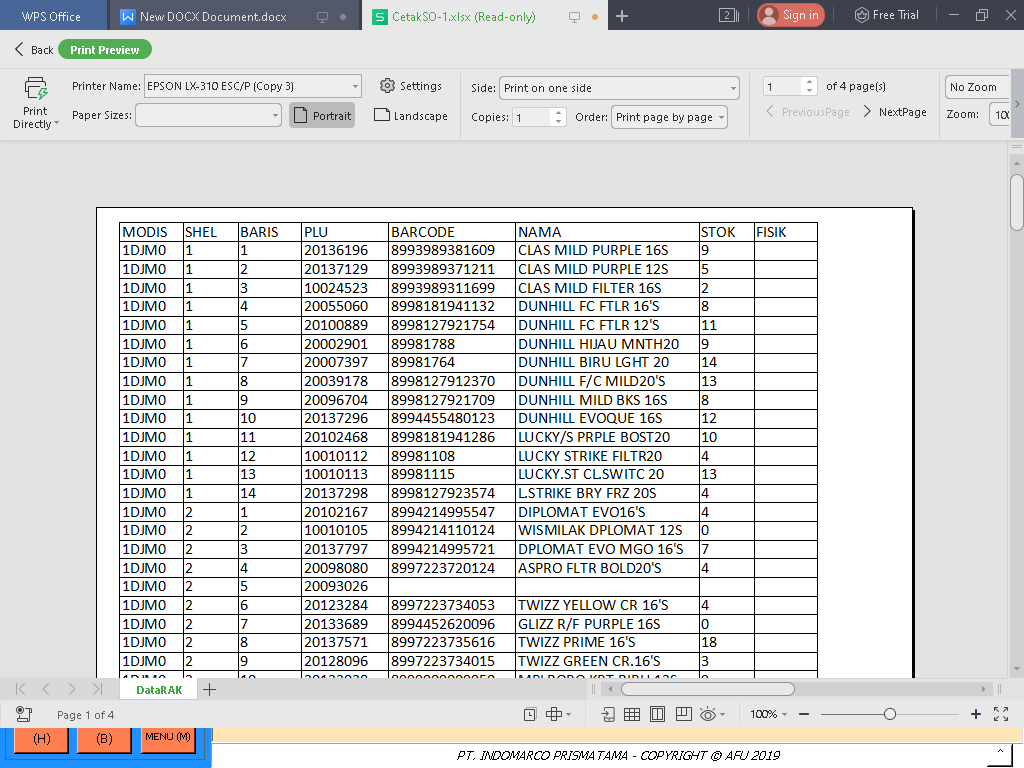 WPS Office New DOCX Document.docx CetakSO-1.xlsx (Read-only) 2 Sign in Free Trial
Back Print Preview
Printer Name: EPSON LX-310 ESC/P (Copy 3) Settings Side: Print on one side 1 of 4 page(s) No Zoom
Print Directly Paper Sizes: Portrait Landscape Copies: 1 Order: Print page by page PreviousPage NextPage Zoom: 100
MODIS SHEL BARIS PLU BARCODE NAMA STOK FISIK
1DJM0 1 1 20136196 8993989381609 CLAS MILD PURPLE 16S 9
1DJM0 1 2 20137129 8993989371211 CLAS MILD PURPLE 12S 5
1DJM0 1 3 10024523 8993989311699 CLAS MILD FILTER 16S 2
1DJM0 1 4 20055060 8998181941132 DUNHILL FC FTLR 16'S 8
1DJM0 1 5 20100889 8998127921754 DUNHILL FC FTLR 12'S 11
1DJM0 1 6 20002901 89981788 DUNHILL HIJAU MNTH20 9
1DJM0 1 7 20007397 89981764 DUNHILL BIRU LGHT 20 14
1DJM0 1 8 20039178 8998127912370 DUNHILL F/C MILD20'S 13
1DJM0 1 9 20096704 8998127921709 DUNHILL MILD BKS 16S 8
1DJM0 1 10 20137296 8994455480123 DUNHILL EVOQUE 16S 12
1DJM0 1 11 20102468 8998181941286 LUCKY/S PRPLE BOST20 10
1DJM0 1 12 10010112 89981108 LUCKY STRIKE FILTR20 4
1DJM0 1 13 10010113 89981115 LUCKY.ST CL.SWITC 20 13
1DJM0 1 14 20137298 8998127923574 L.STRIKE BRY FRZ 20S 4
1DJM0 2 1 20102167 8994214995547 DIPLOMAT EVO16'S 4
1DJM0 2 2 10010105 8994214110124 WISMILAK DPLOMAT 12S 0
1DJM0 2 3 20137797 8994214995721 DPLOMAT EVO MGO 16'S 7
1DJM0 2 4 20098080 8997223720124 ASPRO FLTR BOLD20'S 4
1DJM0 2 5 20093026
1DJM0 2 6 20123284 8997223734053 TWIZZ YELLOW CR 16'S 4
1DJM0 2 7 20133689 8994452620096 GLIZZ R/F PURPLE 16S 0
1DJM0 2 8 20137571 8997223735616 TWIZZ PRIME 16'S 18
1DJM0 2 9 20128096 8997223734015 TWIZZ GREEN CR.16'S 3
DataRAK
Page 1 of 4 100%
(H) (B) MENU (M)
PT. INDOMARCO PRISMATAMA - COPYRIGHT @ AFU 2019